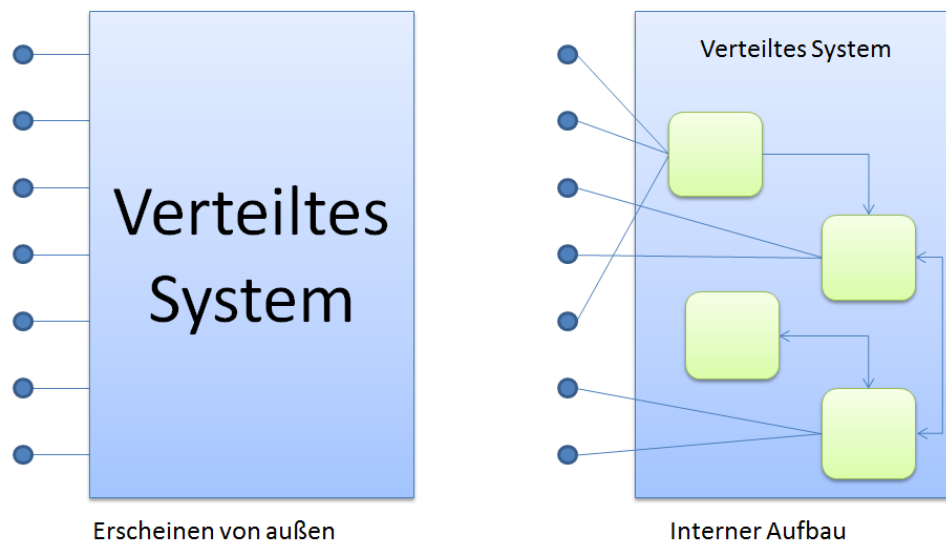 Verteiltes
System
Erscheinen von außen
Verteiltes System
Interner Aufbau